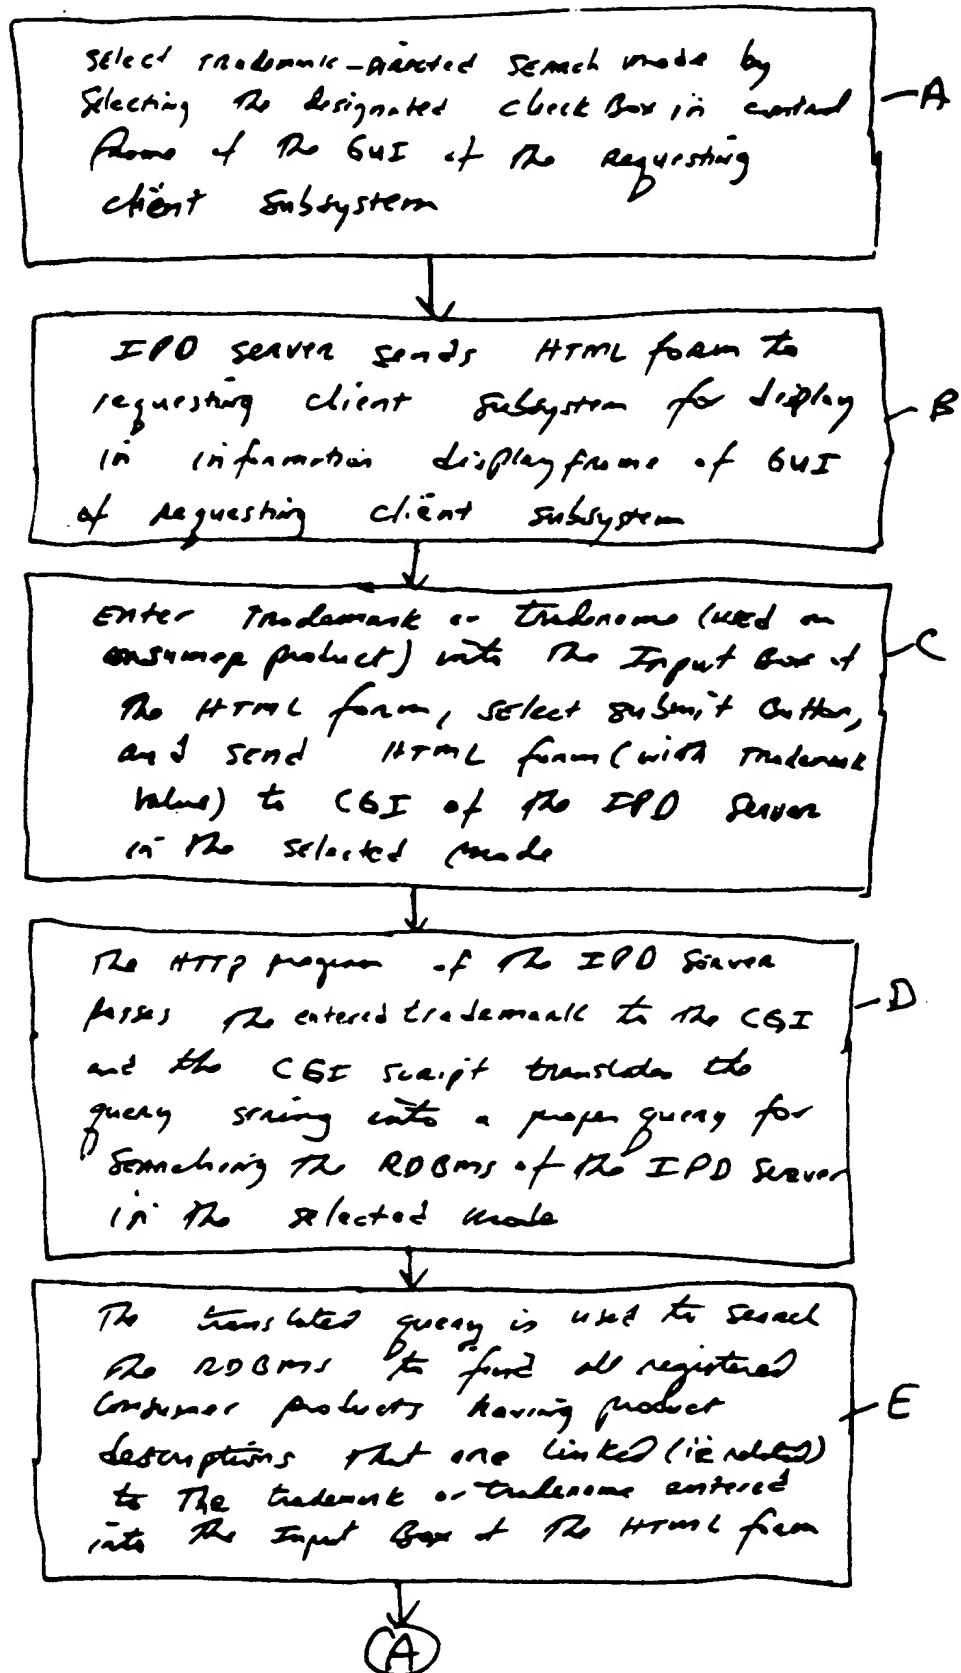 Select Trademark-Directed Search mode by
Selecting the designated check Box in control
frame of the GUI of the Requesting
client Subsystem
A
IPD server sends HTML form to
requesting client subsystem for display
in information display frame of GUI
of Requesting client Subsystem
B
Enter Trademark or tradename (used on
consumer product) into the Input Box of
the HTML form, select submit Button,
and send HTML form (with Trademark
value) to CGI of the IPD Server
in the selected mode
C
The HTTP program of the IPD Server
passes the entered trademark to the CGI
and the CGI script translates the
query string into a proper query for
Searching the RDBMS of the IPD Server
in the selected mode
D
The translated query is used to search
the RDBMS to find all registered
Consumer products having product
descriptions that are linked (ie related)
to The trademark or tradename entered
into the Input Box of the HTML form
E
A